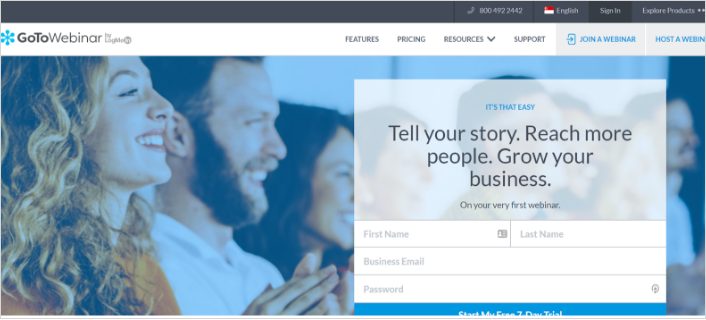 800 492 2442 English Sign In Explore Products
GoToWebinar by LogMeIn
FEATURES PRICING RESOURCES SUPPORT JOIN A WEBINAR HOST A WEBIN
IT'S THAT EASY
Tell your story. Reach more
people. Grow your
business.
On your very first webinar.
First Name Last Name
Business Email
Password
Start My Free 7-Day Trial